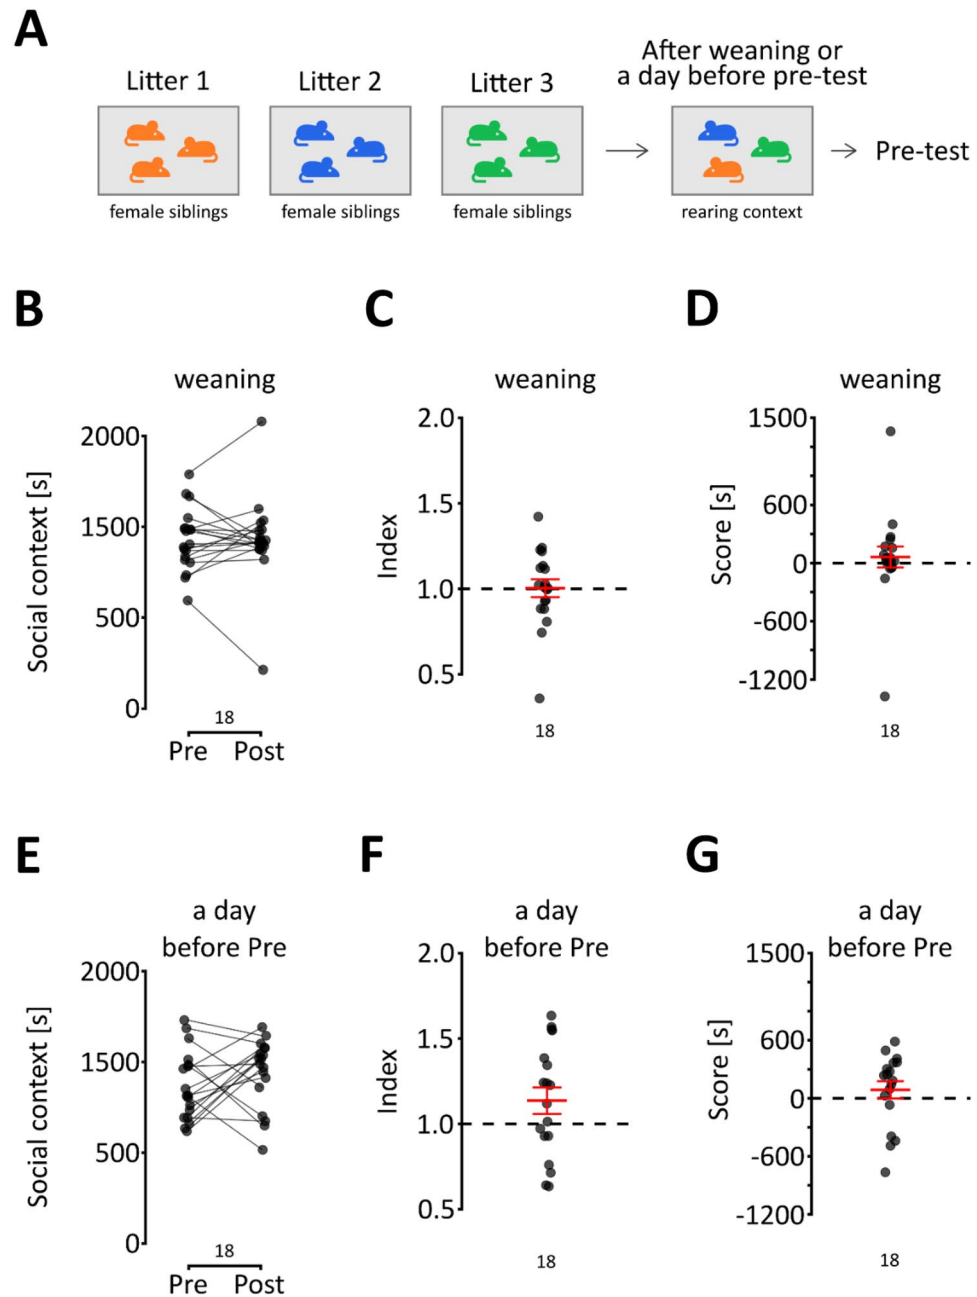 A
Litter 1
Litter 2
Litter 3
After weaning or
a day before pre-test
Pre-test
female siblings
female siblings
female siblings
rearing context
B
weaning
Social context [s]
2000
1500
500
0
18
Pre
Post
C
weaning
Index
2.0
1.5
1.0
0.5
18
D
weaning
Score [s]
1500
600
0
-600
-1200
18
E
a day
before Pre
Social context [s]
2000
1500
500
0
18
Pre
Post
F
a day
before Pre
Index
2.0
1.5
1.0
0.5
18
G
a day
before Pre
Score [s]
1500
600
0
-600
-1200
18